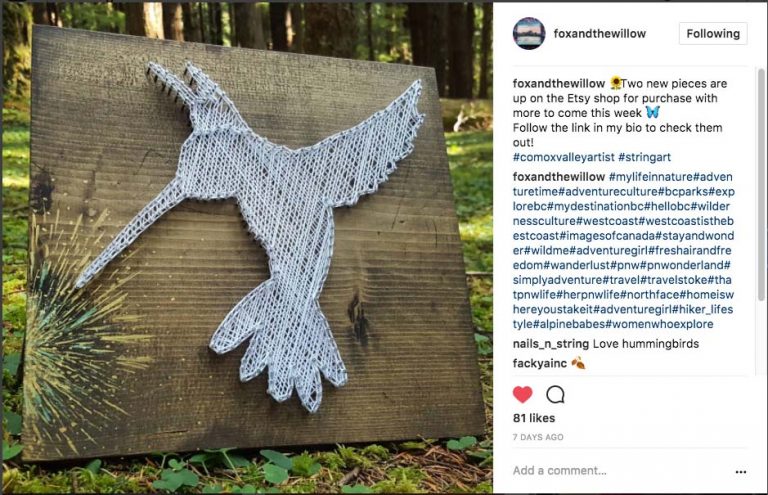 foxandthewillow
Following
foxandthewillow 🌻Two new pieces are
up on the Etsy shop for purchase with
more to come this week 🦋
Follow the link in my bio to check them
out!
#comoxvalleyartist #stringart
foxandthewillow #mylifeinnature#adven
turetime#adventureculture#bcparks#exp
lorebc#mydestinationbc#hellobc#wilder
nessculture#westcoast#westcoastistheb
estcoast#imagesofcanada#stayandwond
er#wildme#adventuregirl#freshairandfre
edom#wanderlust#pnw#pnwonderland#
simplyadventure#travel#travelstoke#tha
tpnwlife#herpnwlife#northface#homeisw
hereyoustakeit#adventuregirl#hiker_lifes
tyle#alpinebabes#womenwhoexplore
nails_n_string Love hummingbirds
fackyainc 🍂
81 likes
7 DAYS AGO
Add a comment...